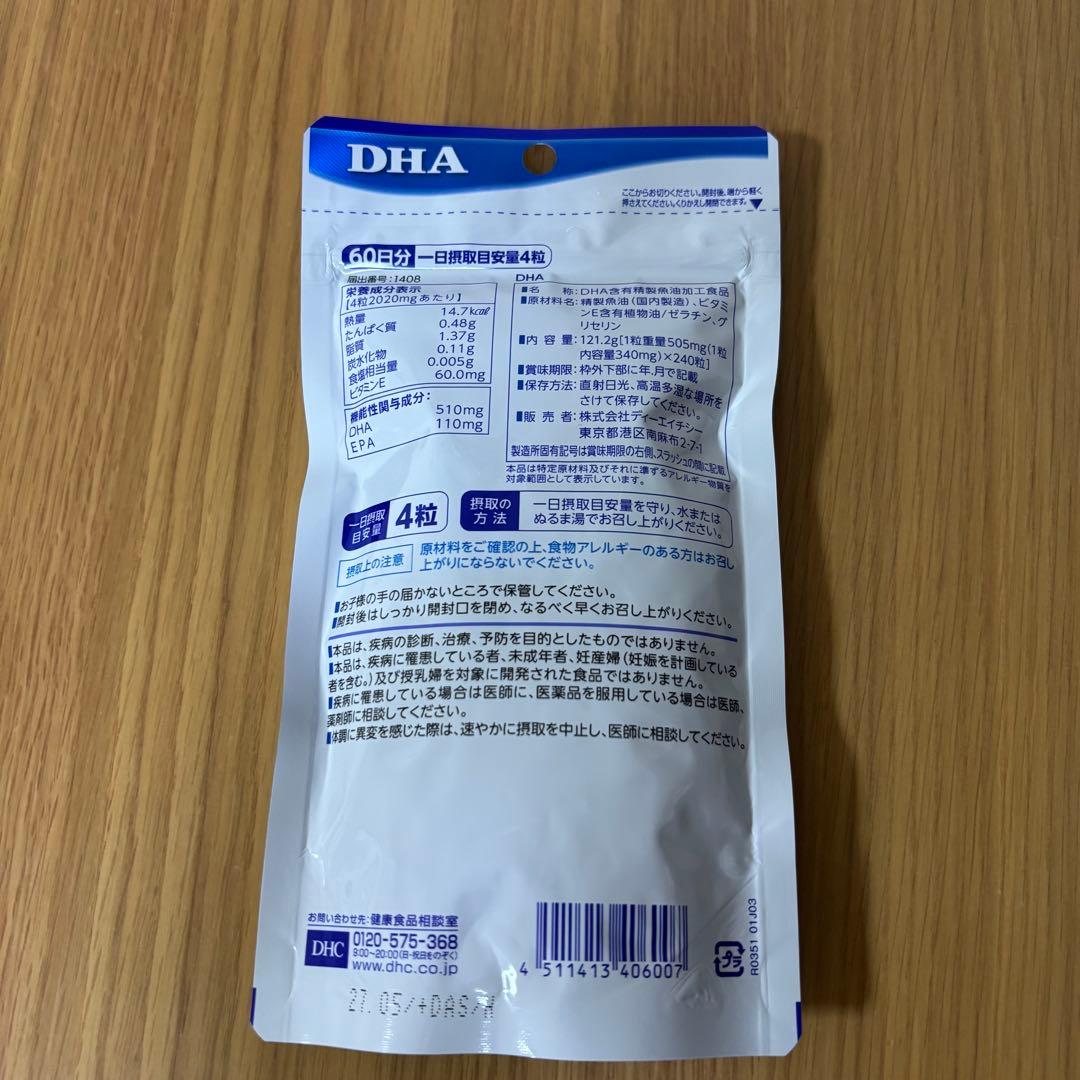 DHA
ここからお切りください。開封後、端から軽く
押さえてください。くりかえし開閉できます。▼
60日分 一日摂取目安量4粒
届出番号:1408
栄養成分表示
[4粒2020mgあたり]
熱量 14.7kcal
たんぱく質 0.48g
脂質 1.37g
炭水化物 0.11g
食塩相当量 0.005g
ビタミンE 60.0mg
機能性関与成分:
DHA 510mg
EPA 110mg
DHA
■名 称:DHA含有精製魚油加工食品
■原材料名:精製魚油(国内製造)、ビタミ
ンE含有植物油/ゼラチン、グ
リセリン
■内 容 量:121.2g[1粒重量505mg(1粒
内容量340mg)×240粒]
■賞味期限:枠外下部に年.月で記載
■保存方法:直射日光、高温多湿な場所を
さけて保存してください。
■販 売 者:株式会社ディーエイチシー
東京都港区南麻布2-7-1
製造所固有記号は賞味期限の右側、スラッシュの間に記載
本品は特定原材料及びそれに準ずるアレルギー物質を
対象範囲として表示しています。
一日摂取
目安量 4粒
摂取の
方法 一日摂取目安量を守り、水または
ぬるま湯でお召し上がりください。
摂取上の注意 原材料をご確認の上、食物アレルギーのある方はお召し
上がりにならないでください。
■お子様の手の届かないところで保管してください。
■開封後はしっかり開封口を閉め、なるべく早くお召し上がりください。
■本品は、疾病の診断、治療、予防を目的としたものではありません。
■本品は、疾病に罹患している者、未成年者、妊産婦(妊娠を計画している
者を含む。)及び授乳婦を対象に開発された食品ではありません。
■疾病に罹患している場合は医師に、医薬品を服用している場合は医師、
薬剤師に相談してください。
■体調に異変を感じた際は、速やかに摂取を中止し、医師に相談してください。
お問い合わせ先:健康食品相談室
DHC 0120-575-368
9:00~20:00(日・祝日をのぞく)
www.dhc.co.jp
4 511413 406007
プラ
R0351 01J03
27.05/+DAS/H